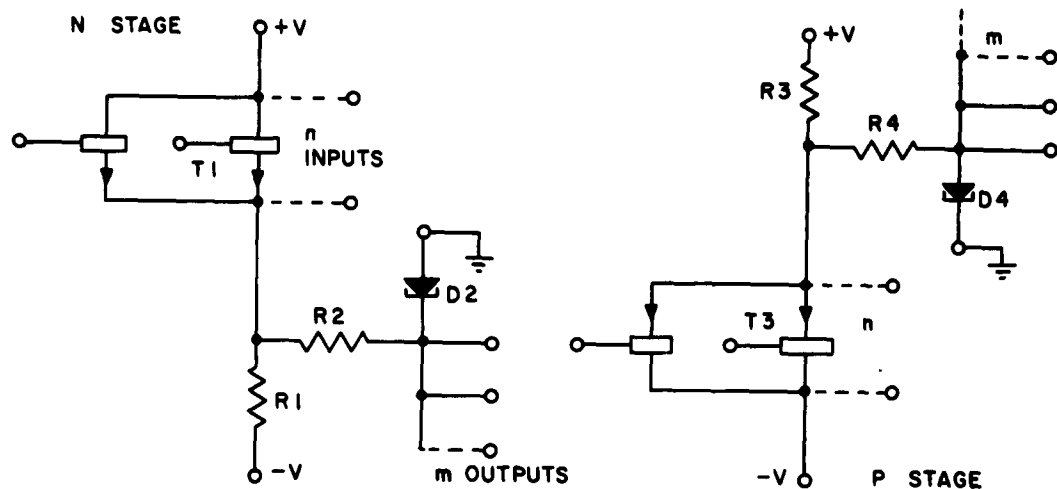 N STAGE
+V
T1
n
INPUTS
D2
R2
R1
-V
m OUTPUTS
+V
m
R3
R4
D4
T3
n
-V
P STAGE